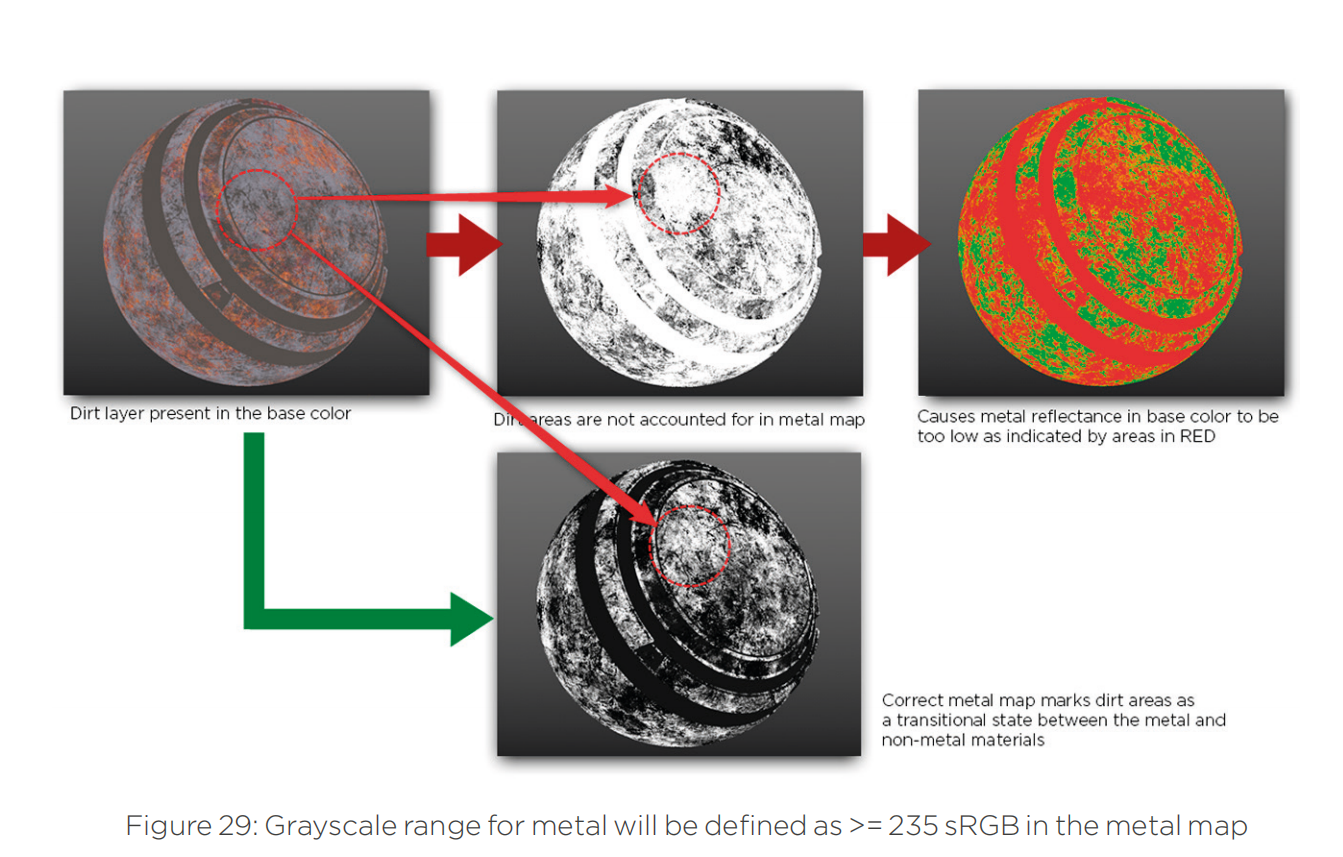 Dirt layer present in the base color
Dirt areas are not accounted for in metal map
Causes metal reflectance in base color to be
too low as indicated by areas in RED
Correct metal map marks dirt areas as
a transitional state between the metal and
non-metal materials
Figure 29: Grayscale range for metal will be defined as >= 235 sRGB in the metal map